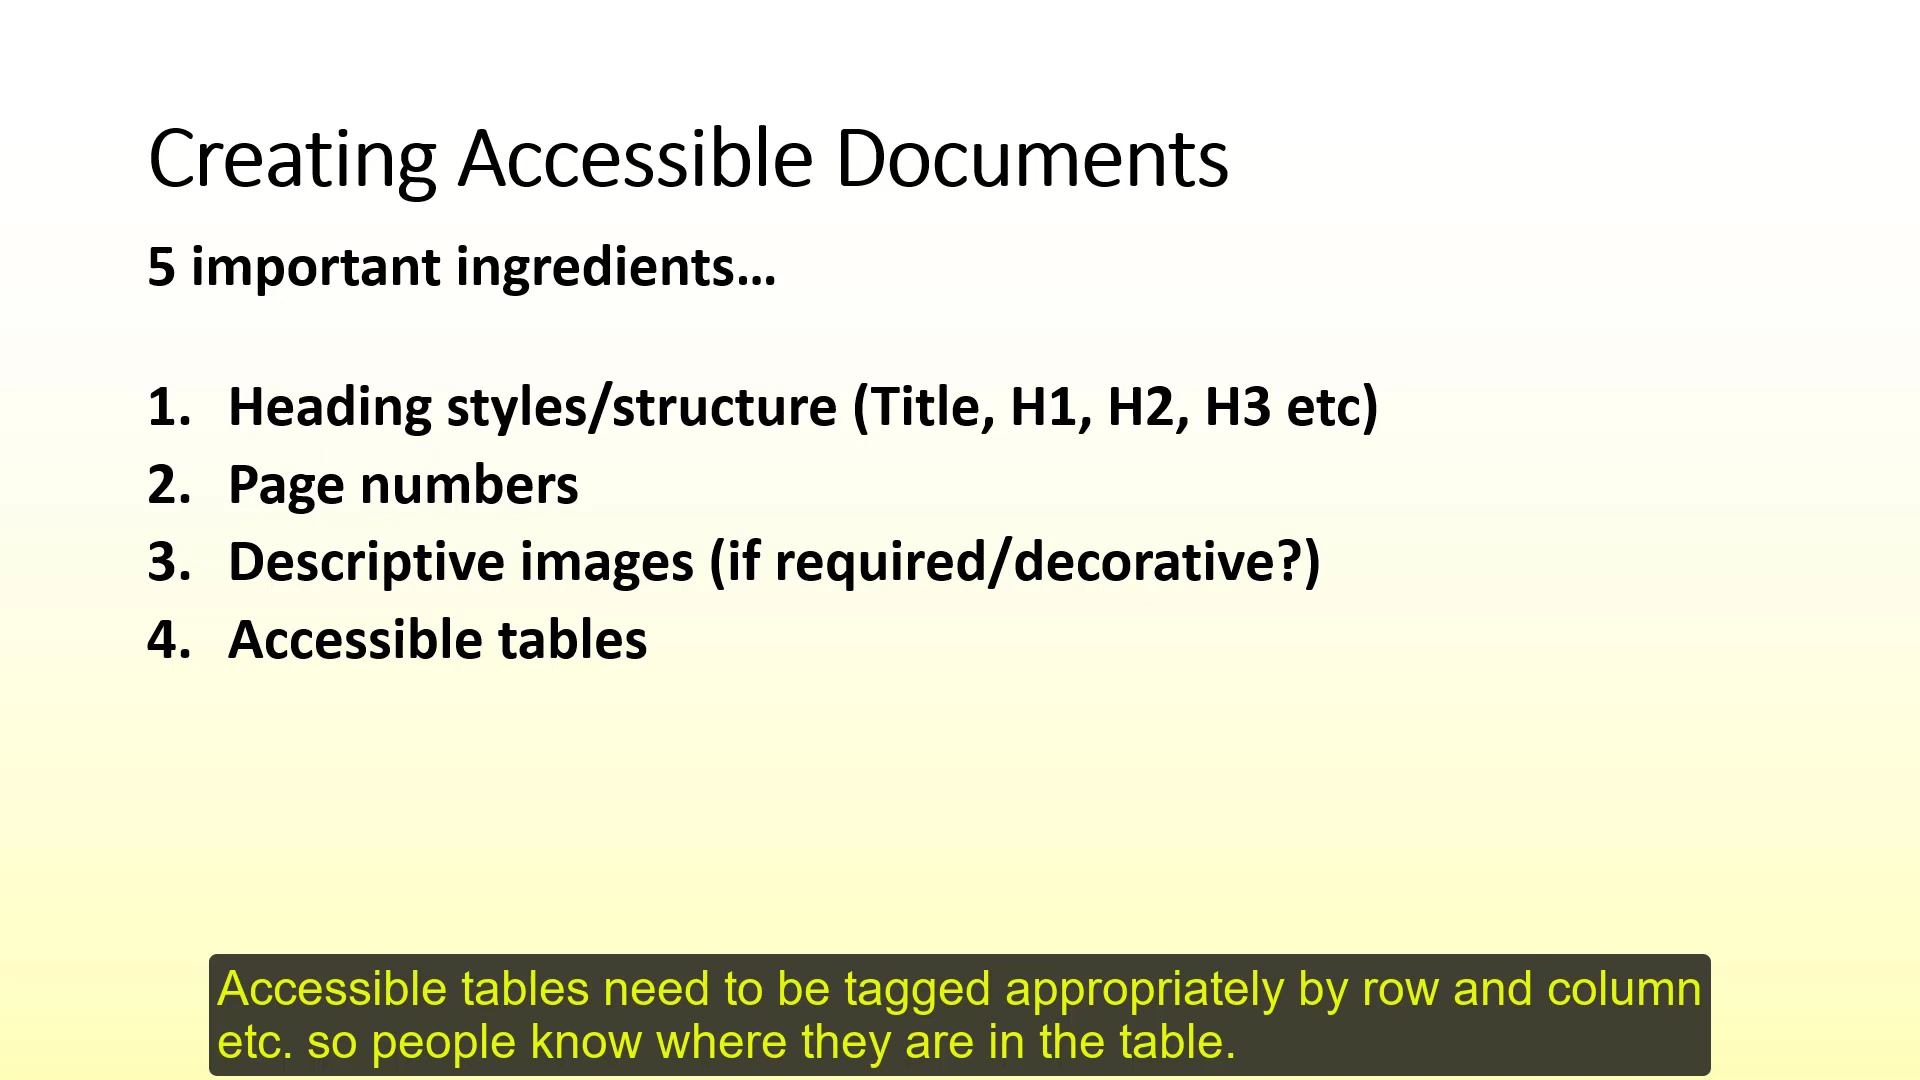 Creating Accessible Documents
5 important ingredients…
1. Heading styles/structure (Title, H1, H2, H3 etc)
2. Page numbers
3. Descriptive images (if required/decorative?)
4. Accessible tables
Accessible tables need to be tagged appropriately by row and column
etc. so people know where they are in the table.